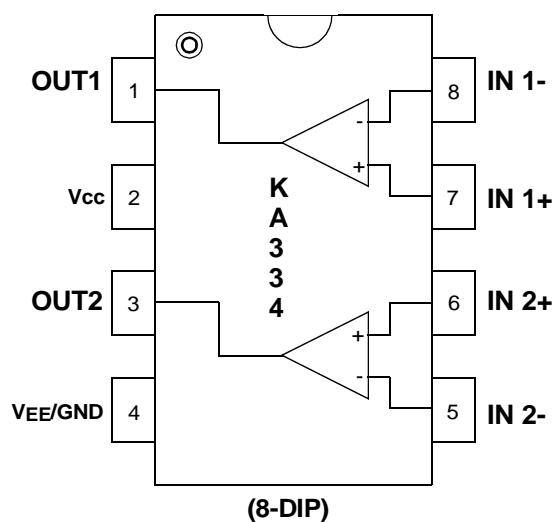 OUT1 1 - 8 IN 1-
+
Vcc 2 7 IN 1+
K
A
3
3
4
OUT2 3 + 6 IN 2+
-
VEE/GND 4 5 IN 2-
(8-DIP)